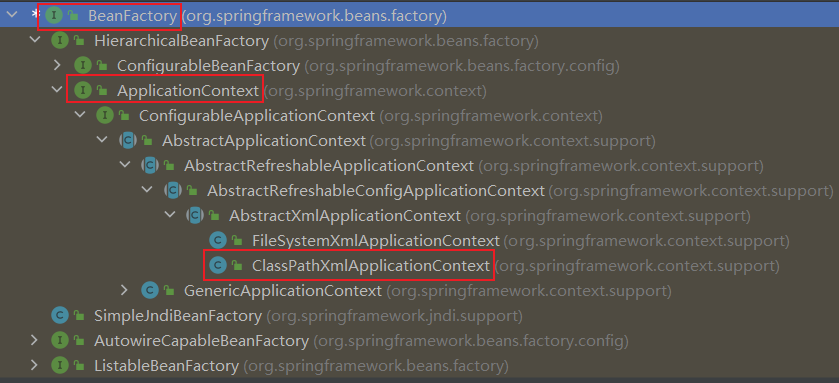 * I BeanFactory (org.springframework.beans.factory)
I HierarchicalBeanFactory (org.springframework.beans.factory)
I ConfigurableBeanFactory (org.springframework.beans.factory.config)
I ApplicationContext (org.springframework.context)
I ConfigurableApplicationContext (org.springframework.context)
C AbstractApplicationContext (org.springframework.context.support)
C AbstractRefreshableApplicationContext (org.springframework.context.support)
C AbstractRefreshableConfigApplicationContext (org.springframework.context.support)
C AbstractXmlApplicationContext (org.springframework.context.support)
C FileSystemXmlApplicationContext (org.springframework.context.support)
C ClassPathXmlApplicationContext (org.springframework.context.support)
C GenericApplicationContext (org.springframework.context.support)
C SimpleJndiBeanFactory (org.springframework.jndi.support)
I AutowireCapableBeanFactory (org.springframework.beans.factory.config)
I ListableBeanFactory (org.springframework.beans.factory)